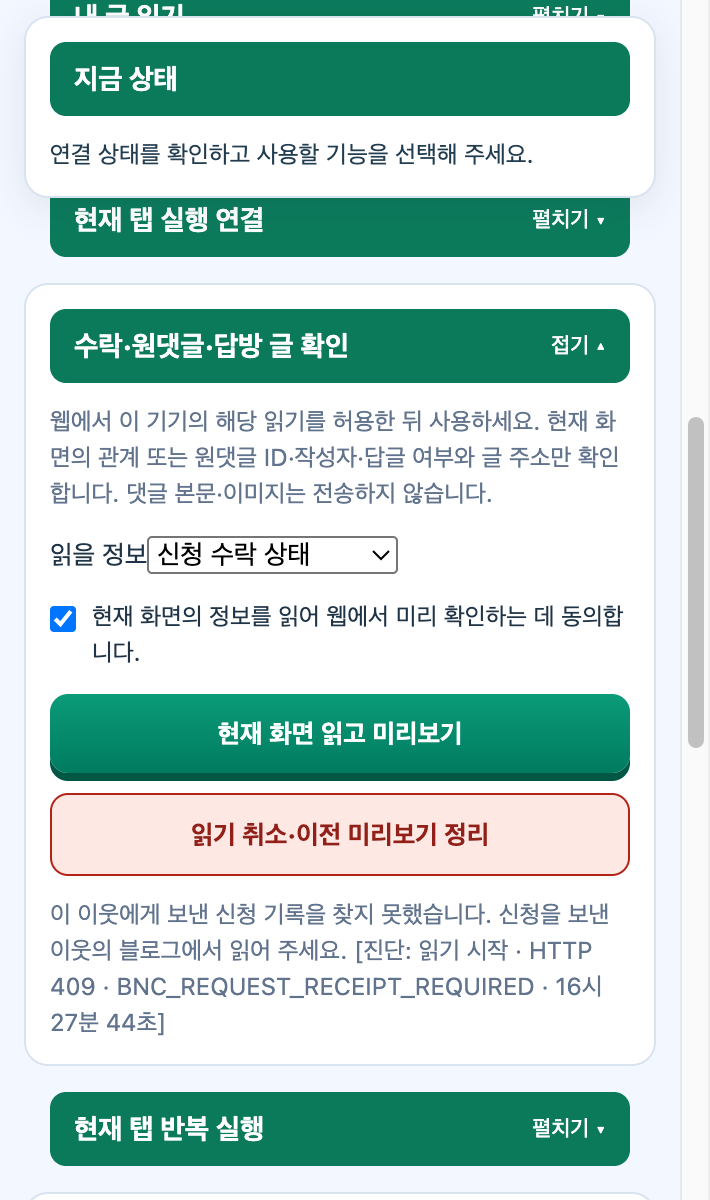 내 글 읽기
펼치기 ▾
지금 상태
연결 상태를 확인하고 사용할 기능을 선택해 주세요.
현재 탭 실행 연결
펼치기 ▾
수락·원댓글·답방 글 확인
접기 ▴
웹에서 이 기기의 해당 읽기를 허용한 뒤 사용하세요. 현재 화
면의 관계 또는 원댓글 ID·작성자·답글 여부와 글 주소만 확인
합니다. 댓글 본문·이미지는 전송하지 않습니다.
읽을 정보 신청 수락 상태
현재 화면의 정보를 읽어 웹에서 미리 확인하는 데 동의합
니다.
현재 화면 읽고 미리보기
읽기 취소·이전 미리보기 정리
이 이웃에게 보낸 신청 기록을 찾지 못했습니다. 신청을 보낸
이웃의 블로그에서 읽어 주세요. [진단: 읽기 시작 · HTTP
409 · BNC_REQUEST_RECEIPT_REQUIRED · 16시
27분 44초]
현재 탭 반복 실행
펼치기 ▾